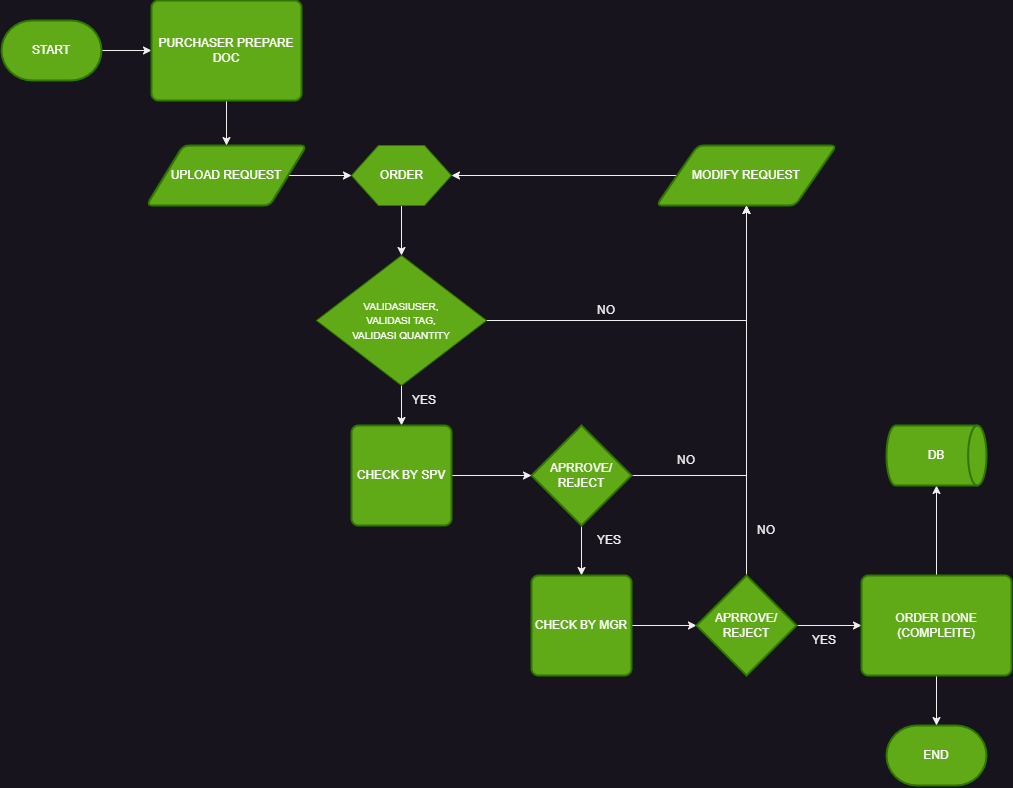 START
PURCHASER PREPARE
DOC
UPLOAD REQUEST
ORDER
MODIFY REQUEST
VALIDASIUSER,
VALIDASI TAG,
VALIDASI QUANTITY
NO
YES
CHECK BY SPV
APRROVE/
REJECT
NO
DB
YES
NO
CHECK BY MGR
APRROVE/
REJECT
YES
ORDER DONE
(COMPLEITE)
END